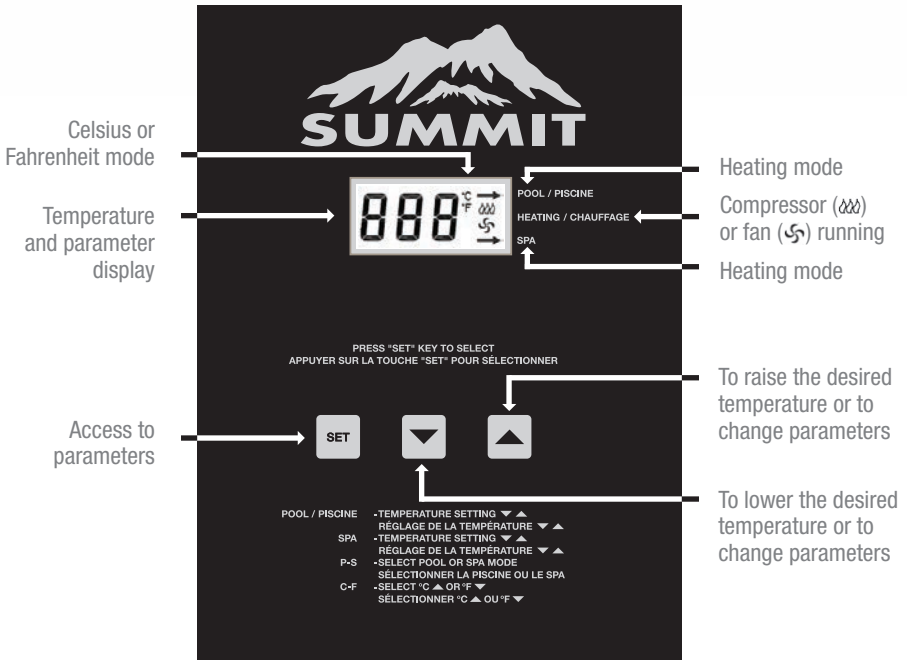 SUMMIT
Celsius or
Fahrenheit mode
Temperature
and parameter
display
888 °C
°F
POOL / PISCINE
HEATING / CHAUFFAGE
SPA
Heating mode
Compressor ( )
or fan ( ) running
Heating mode
PRESS "SET" KEY TO SELECT
APPUYER SUR LA TOUCHE "SET" POUR SÉLECTIONNER
Access to
parameters
SET
To raise the desired
temperature or to
change parameters
To lower the desired
temperature or to
change parameters
POOL / PISCINE -TEMPERATURE SETTING ▼ ▲
RÉGLAGE DE LA TEMPÉRATURE ▼ ▲
SPA -TEMPERATURE SETTING ▼ ▲
RÉGLAGE DE LA TEMPÉRATURE ▼ ▲
P-S -SELECT POOL OR SPA MODE
SÉLECTIONNER LA PISCINE OU LE SPA
C-F -SELECT °C ▲ OR °F ▼
SÉLECTIONNER °C ▲ OU °F ▼